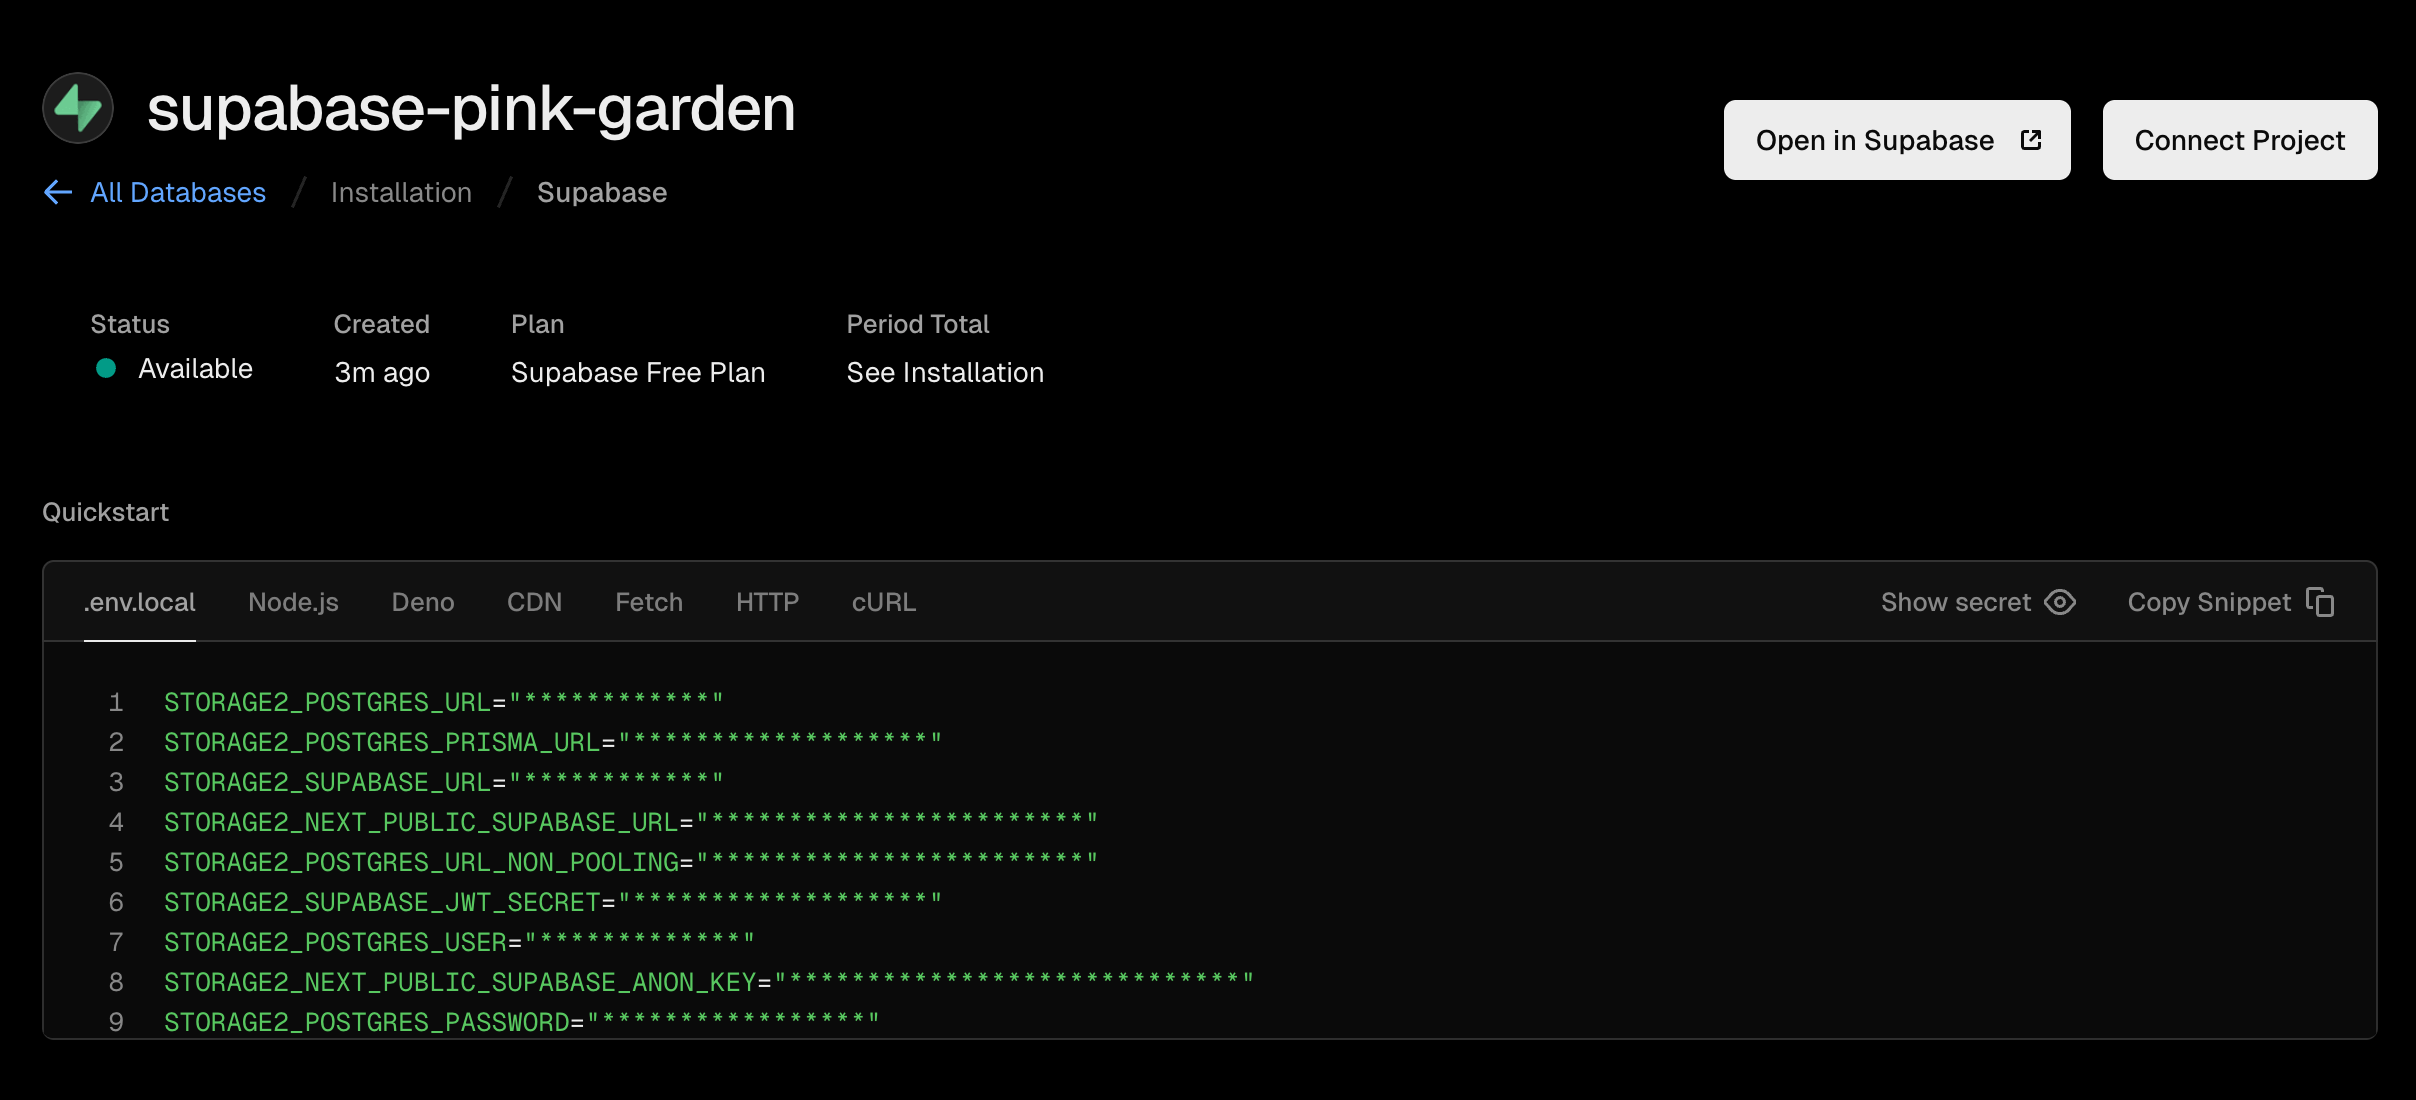 supabase-pink-garden
Open in Supabase
Connect Project
All Databases / Installation / Supabase
Status Created Plan Period Total
Available 3m ago Supabase Free Plan See Installation
Quickstart
.env.local Node.js Deno CDN Fetch HTTP cURL Show secret Copy Snippet
1 STORAGE2_POSTGRES_URL="************"
2 STORAGE2_POSTGRES_PRISMA_URL="*******************"
3 STORAGE2_SUPABASE_URL="************"
4 STORAGE2_NEXT_PUBLIC_SUPABASE_URL="************************"
5 STORAGE2_POSTGRES_URL_NON_POOLING="************************"
6 STORAGE2_SUPABASE_JWT_SECRET="*******************"
7 STORAGE2_POSTGRES_USER="*************"
8 STORAGE2_NEXT_PUBLIC_SUPABASE_ANON_KEY="*****************************"
9 STORAGE2_POSTGRES_PASSWORD="*****************"